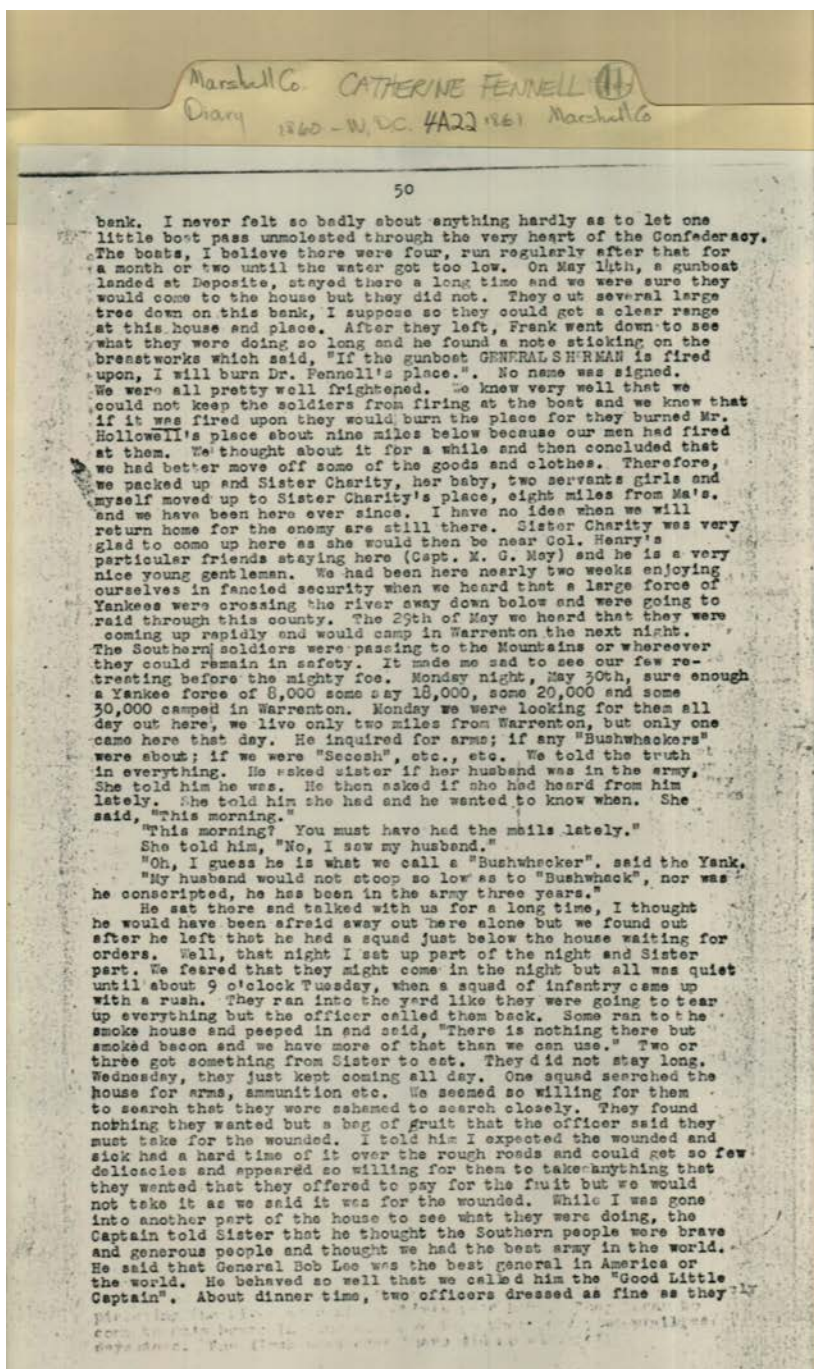 Marshall Co. CATHERINE FENNELL 11
Diary 1860 - W.D.C. 4A22 1861 Marshall Co
50
bank. I never felt so badly about anything hardly as to let one
little boat pass unmolested through the very heart of the Confederacy.
The boats, I believe there were four, run regularly after that for
a month or two until the water got too low. On May 14th, a gunboat
landed at Deposite, stayed there a long time and we were sure they
would come to the house but they did not. They cut several large
tree down on this bank, I suppose so they could get a clear range
at this house and place. After they left, Frank went down to see
what they were doing so long and he found a note sticking on the
breastworks which said, "If the gunboat GENERAL SHERMAN is fired
upon, I will burn Dr. Fennell's place.". No name was signed.
We were all pretty well frightened. We knew very well that we
could not keep the soldiers from firing at the boat and we knew that
if it was fired upon they would burn the place for they burned Mr.
Hollowell's place about nine miles below because our men had fired
at them. We thought about it for a while and then concluded that
we had better move off some of the goods and clothes. Therefore,
we packed up and Sister Charity, her baby, two servants girls and
myself moved up to Sister Charity's place, eight miles from Ma's.
and we have been here ever since. I have no idea when we will
return home for the enemy are still there. Sister Charity was very
glad to come up here as she would then be near Col. Henry's
particular friends staying here (Capt. M. G. May) and he is a very
nice young gentleman. We had been here nearly two weeks enjoying
ourselves in fancied security when we heard that a large force of
Yankees were crossing the river away down below and were going to
raid through this county. The 29th of May we heard that they were
coming up rapidly and would camp in Warrenton the next night.
The Southern soldiers were passing to the Mountains or whereever
they could remain in safety. It made me sad to see our few re-
treating before the mighty foe. Monday night, May 30th, sure enough
a Yankee force of 8,000 some say 18,000, some 20,000 and some
30,000 camped in Warrenton. Monday we were looking for them all
day out here, we live only two miles from Warrenton, but only one
came here that day. He inquired for arms; if any "Bushwhackers"
were about; if we were "Secesh", etc., etc. We told the truth
in everything. He asked sister if her husband was in the army,
She told him he was. He then asked if she had heard from him
lately. She told him she had and he wanted to know when. She
said, "This morning."
"This morning? You must have had the mails lately."
She told him, "No, I saw my husband."
"Oh, I guess he is what we call a "Bushwhacker". said the Yank.
"My husband would not stoop so low as to "Bushwhack", nor was
he conscripted, he has been in the army three years."
He sat there and talked with us for a long time, I thought
he would have been afraid away out here alone but we found out
after he left that he had a squad just below the house waiting for
orders. Well, that night I sat up part of the night and Sister
part. We feared that they might come in the night but all was quiet
until about 9 o'clock Tuesday, when a squad of infantry came up
with a rush. They ran into the yard like they were going to tear
up everything but the officer called them back. Some ran to the
smoke house and peeped in and said, "There is nothing there but
smoked bacon and we have more of that than we can use." Two or
three got something from Sister to eat. They did not stay long.
Wednesday, they just kept coming all day. One squad searched the
house for arms, ammunition etc. We seemed so willing for them
to search that they were ashamed to search closely. They found
nothing they wanted but a bag of gruit that the officer said they
must take for the wounded. I told him I expected the wounded and
sick had a hard time of it over the rough roads and could get so few
delicacies and appeared so willing for them to take anything that
they wanted that they offered to pay for the fruit but we would
not take it as we said it was for the wounded. While I was gone
into another part of the house to see what they were doing, the
Captain told Sister that he thought the Southern people were brave
and generous people and thought we had the best army in the world.
He said that General Bob Lee was the best general in America or
the world. He behaved so well that we called him the "Good Little
Captain". About dinner time, two officers dressed as fine as they